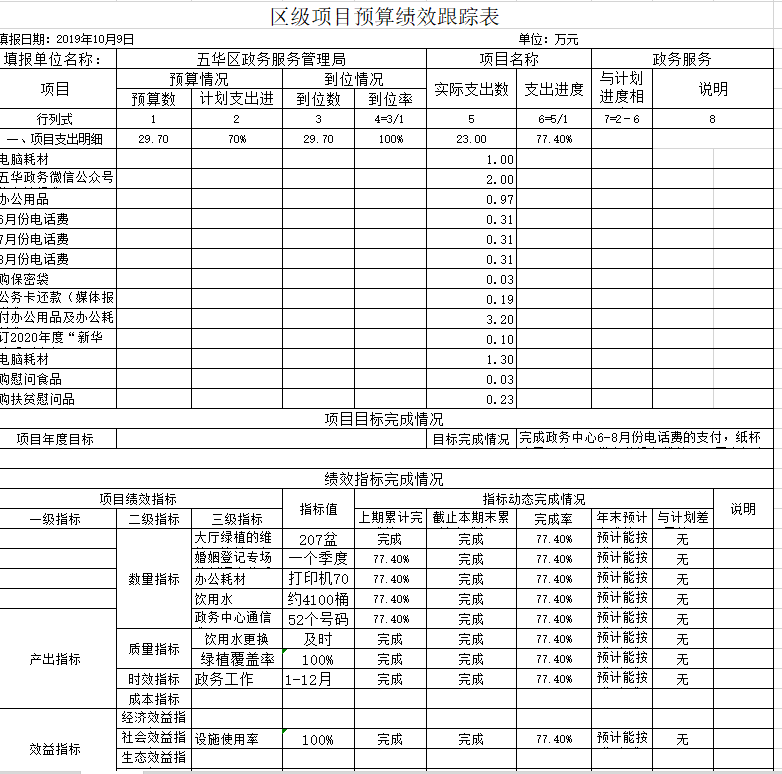 区级项目预算绩效跟踪表
填报日期：2019年10月9日 单位：万元
填报单位名称： 五华区政务服务管理局 项目名称 政务服务
项目 预算情况 到位情况 实际支出数 支出进度 与计划进度相 说明
预算数 计划支出进 到位数 到位率
行列式 1 2 3 4=3/1 5 6=5/1 7=2－6 8
一、项目支出明细 29.70 70% 29.70 100% 23.00 77.40%
电脑耗材 1.00
五华政务微信公众号 2.00
办公用品 0.97
6月份电话费 0.31
7月份电话费 0.31
8月份电话费 0.31
购保密袋 0.03
公务卡还款（媒体报 0.19
付办公用品及办公耗 3.20
订2020年度“新华 0.10
电脑耗材 1.30
购慰问食品 0.03
购扶贫慰问品 0.23
项目目标完成情况
项目年度目标 目标完成情况 完成政务中心6-8月份电话费的支付，纸杯
绩效指标完成情况
项目绩效指标 指标值 指标动态完成情况 说明
一级指标 二级指标 三级指标 上期累计完 截止本期末累 完成率 年末预计 与计划差
大厅绿植的维 207盆 完成 完成 77.40% 预计能按 无
婚姻登记专场 一个季度 77.40% 完成 77.40% 预计能按 无
数量指标 办公耗材 打印机70 77.40% 完成 77.40% 预计能按 无
饮用水 约4100桶 77.40% 完成 77.40% 预计能按 无
政务中心通信 52个号码 77.40% 完成 77.40% 预计能按 无
产出指标 质量指标 饮用水更换 及时 完成 完成 77.40% 预计能按 无
绿植覆盖率 100% 完成 完成 77.40% 预计能按 无
时效指标 政务工作 1-12月 完成 完成 77.40% 预计能按 无
成本指标
经济效益指
效益指标 社会效益指 设施使用率 100% 完成 完成 77.40% 预计能按 无
生态效益指